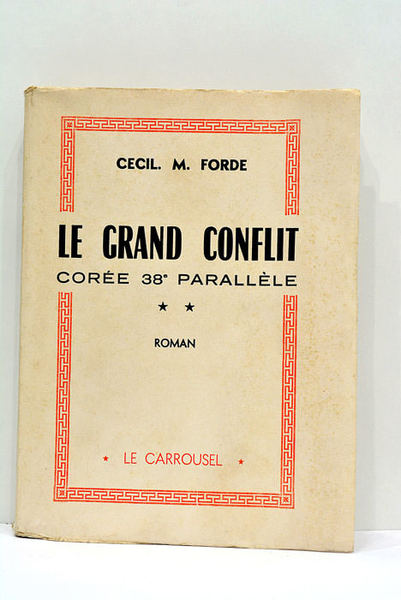 CECIL. M. FORDE
LE GRAND CONFLIT
CORÉE 38e PARALLÈLE
★ ★
ROMAN
★ LE CARROUSEL ★